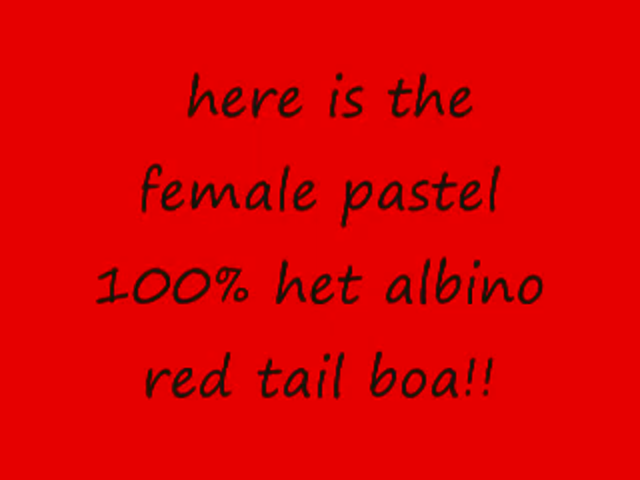 here is the
female pastel
100% het albino
red tail boa!!